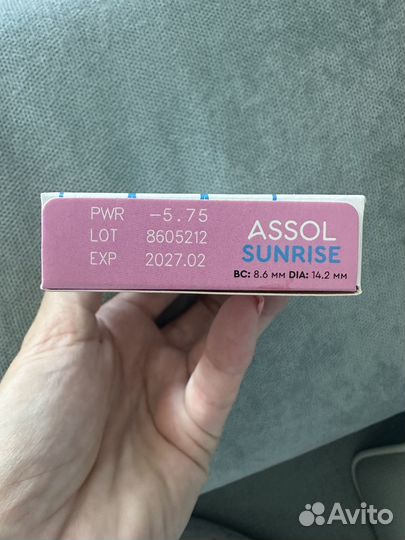 PWR -5.75
LOT 8605212
EXP 2027.02
ASSOL
SUNRISE
BC: 8.6 мм DIA: 14.2 мм
Avito